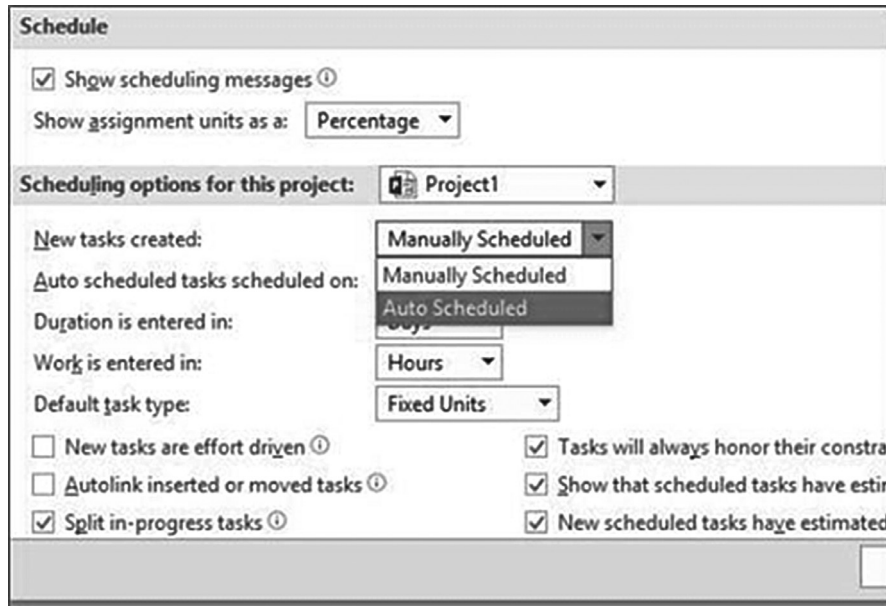 Schedule
Show scheduling messages
Show assignment units as a: Percentage
Scheduling options for this project: Project1
New tasks created: Manually Scheduled
Manually Scheduled
Auto scheduled tasks scheduled on:
Auto Scheduled
Duration is entered in: Days
Work is entered in: Hours
Default task type: Fixed Units
New tasks are effort driven Tasks will always honor their constra
Autolink inserted or moved tasks Show that scheduled tasks have estim
Split in-progress tasks New scheduled tasks have estimated